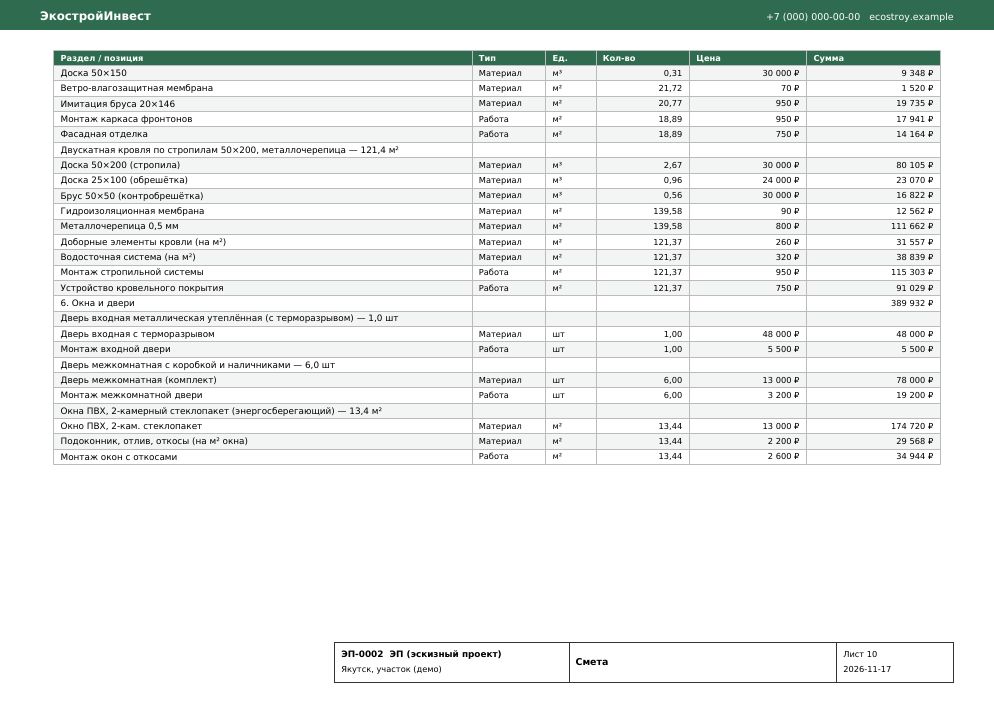 ЭкостройИнвест
+7 (000) 000-00-00 ecostroy.example
Раздел / позиция Тип Ед. Кол-во Цена Сумма
Доска 50×150 Материал м³ 0,31 30 000 ₽ 9 348 ₽
Ветро-влагозащитная мембрана Материал м² 21,72 70 ₽ 1 520 ₽
Имитация бруса 20×146 Материал м² 20,77 950 ₽ 19 735 ₽
Монтаж каркаса фронтонов Работа м² 18,89 950 ₽ 17 941 ₽
Фасадная отделка Работа м² 18,89 750 ₽ 14 164 ₽
Двускатная кровля по стропилам 50×200, металлочерепица — 121,4 м²
Доска 50×200 (стропила) Материал м³ 2,67 30 000 ₽ 80 105 ₽
Доска 25×100 (обрешётка) Материал м³ 0,96 24 000 ₽ 23 070 ₽
Брус 50×50 (контробрешётка) Материал м³ 0,56 30 000 ₽ 16 822 ₽
Гидроизоляционная мембрана Материал м² 139,58 90 ₽ 12 562 ₽
Металлочерепица 0,5 мм Материал м² 139,58 800 ₽ 111 662 ₽
Доборные элементы кровли (на м²) Материал м² 121,37 260 ₽ 31 557 ₽
Водосточная система (на м²) Материал м² 121,37 320 ₽ 38 839 ₽
Монтаж стропильной системы Работа м² 121,37 950 ₽ 115 303 ₽
Устройство кровельного покрытия Работа м² 121,37 750 ₽ 91 029 ₽
6. Окна и двери 389 932 ₽
Дверь входная металлическая утеплённая (с терморазрывом) — 1,0 шт
Дверь входная с терморазрывом Материал шт 1,00 48 000 ₽ 48 000 ₽
Монтаж входной двери Работа шт 1,00 5 500 ₽ 5 500 ₽
Дверь межкомнатная с коробкой и наличниками — 6,0 шт
Дверь межкомнатная (комплект) Материал шт 6,00 13 000 ₽ 78 000 ₽
Монтаж межкомнатной двери Работа шт 6,00 3 200 ₽ 19 200 ₽
Окна ПВХ, 2-камерный стеклопакет (энергосберегающий) — 13,4 м²
Окно ПВХ, 2-кам. стеклопакет Материал м² 13,44 13 000 ₽ 174 720 ₽
Подоконник, отлив, откосы (на м² окна) Материал м² 13,44 2 200 ₽ 29 568 ₽
Монтаж окон с откосами Работа м² 13,44 2 600 ₽ 34 944 ₽
ЭП-0002 ЭП (эскизный проект)
Якутск, участок (демо)
Смета
Лист 10
2026-11-17